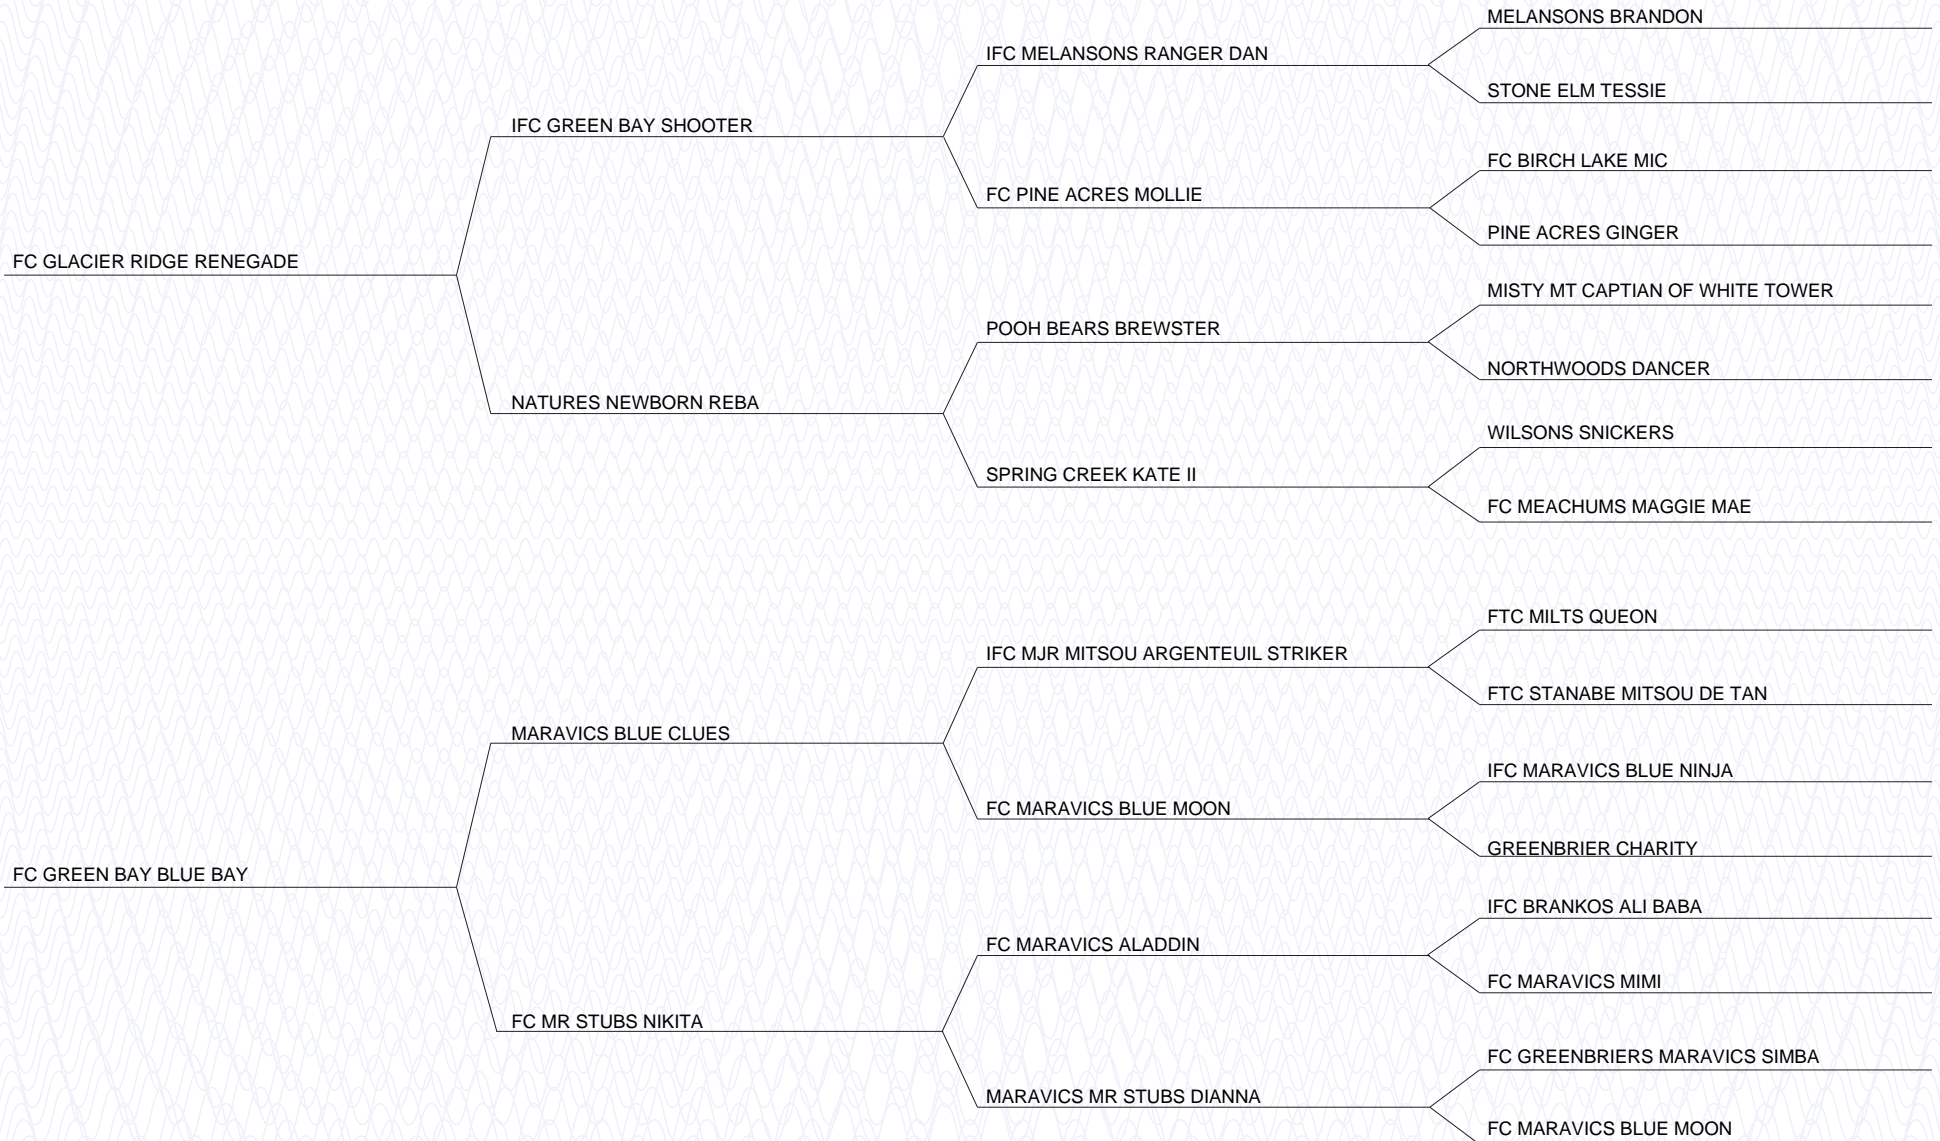 MELANSONS BRANDON
IFC MELANSONS RANGER DAN
STONE ELM TESSIE
IFC GREEN BAY SHOOTER
FC BIRCH LAKE MIC
FC PINE ACRES MOLLIE
PINE ACRES GINGER
FC GLACIER RIDGE RENEGADE
MISTY MT CAPTIAN OF WHITE TOWER
POOH BEARS BREWSTER
NORTHWOODS DANCER
NATURES NEWBORN REBA
WILSONS SNICKERS
SPRING CREEK KATE II
FC MEACHUMS MAGGIE MAE
FTC MILTS QUEON
IFC MJR MITSOU ARGENTEUIL STRIKER
FTC STANABE MITSOU DE TAN
MARAVICS BLUE CLUES
IFC MARAVICS BLUE NINJA
FC MARAVICS BLUE MOON
GREENBRIER CHARITY
FC GREEN BAY BLUE BAY
IFC BRANKOS ALI BABA
FC MARAVICS ALADDIN
FC MARAVICS MIMI
FC MR STUBS NIKITA
FC GREENBRIERS MARAVICS SIMBA
MARAVICS MR STUBS DIANNA
FC MARAVICS BLUE MOON